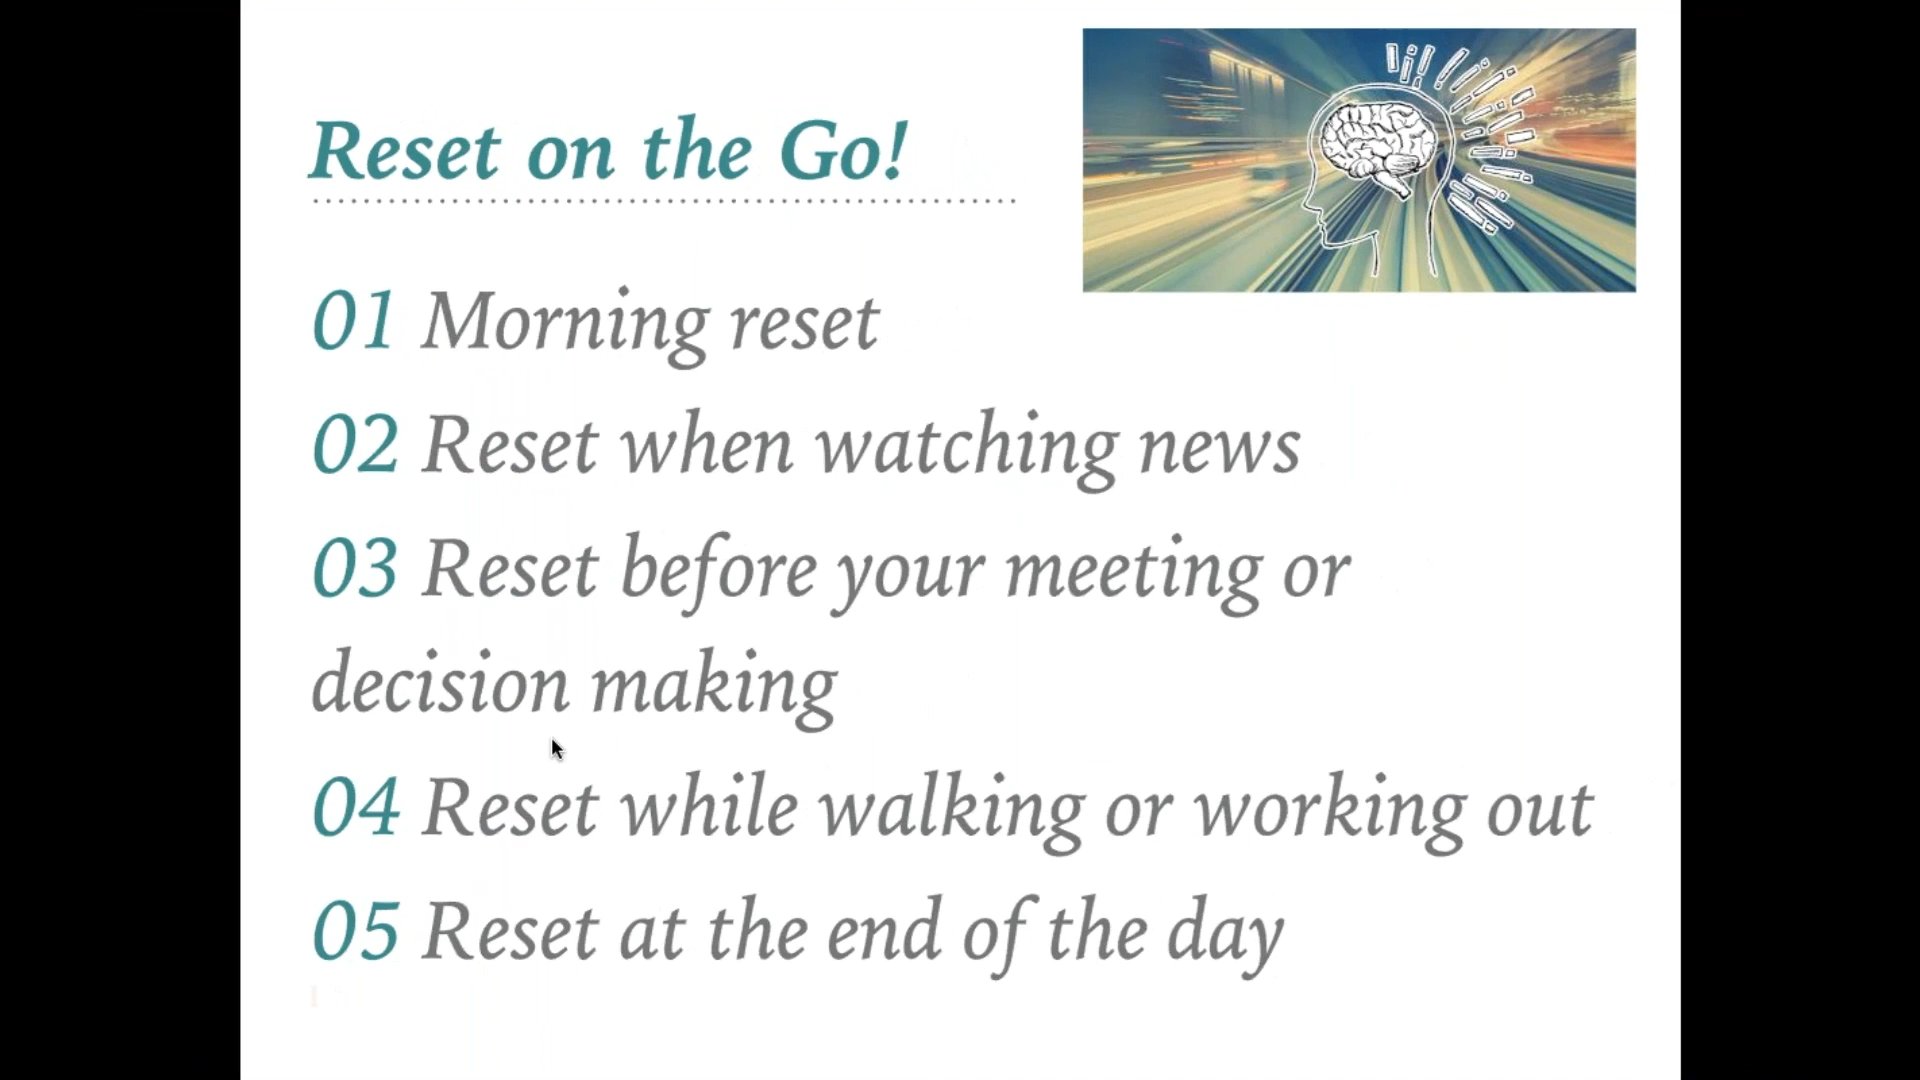 Reset on the Go!
01 Morning reset
02 Reset when watching news
03 Reset before your meeting or
decision making
04 Reset while walking or working out
05 Reset at the end of the day